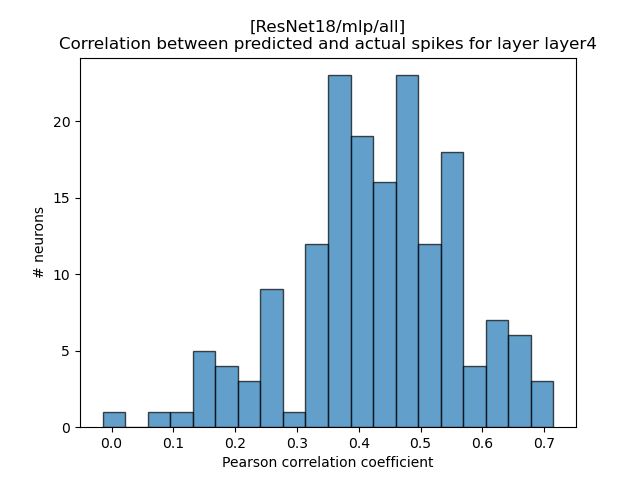 [ResNet18/mlp/all]
Correlation between predicted and actual spikes for layer layer4
# neurons
20
15
10
5
0
0.0 0.1 0.2 0.3 0.4 0.5 0.6 0.7
Pearson correlation coefficient